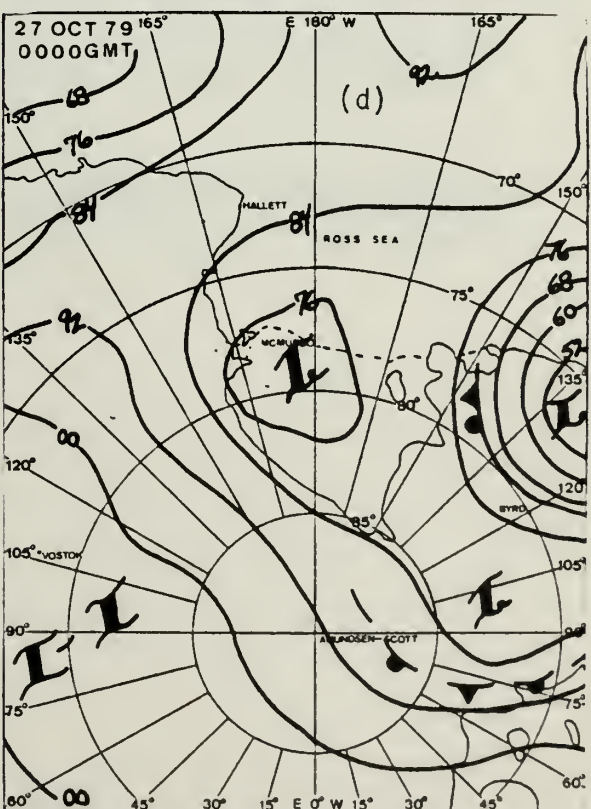 27 OCT 79
0000GMT
165° E 180° W 165°
(d)
92
68
150°
76
70°
150°
84
HALLETT
84
ROSS SEA
76
75°
68
76
60
92
52
135°
MCMURDO
L
135°
L
80°
00
120°
120°
85°
BYRD
105°
VOSTOK
105°
L
L
90°
AMUNDSEN-SCOTT
90°
L
75°
75°
60°
00
45°
30°
15°
E 0° W
15°
30°
45°
60°